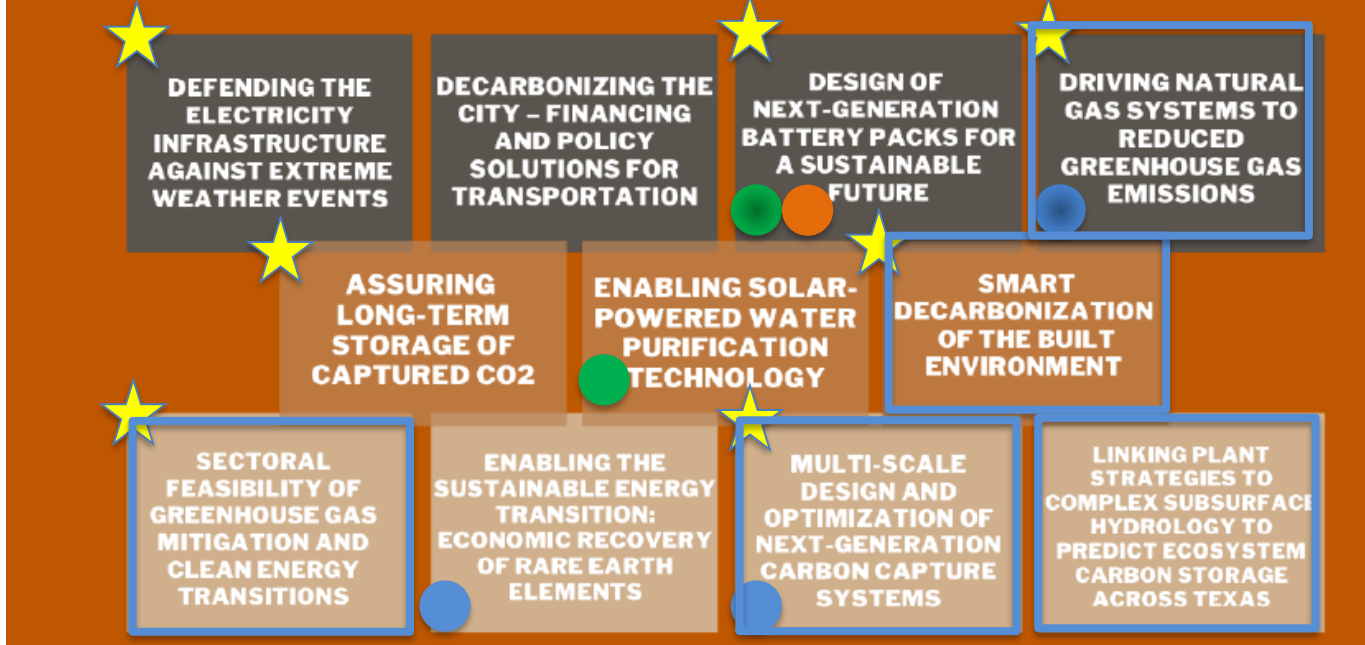 DEFENDING THE
ELECTRICITY
INFRASTRUCTURE
AGAINST EXTREME
WEATHER EVENTS
DECARBONIZING THE
CITY – FINANCING
AND POLICY
SOLUTIONS FOR
TRANSPORTATION
DESIGN OF
NEXT-GENERATION
BATTERY PACKS FOR
A SUSTAINABLE
FUTURE
DRIVING NATURAL
GAS SYSTEMS TO
REDUCED
GREENHOUSE GAS
EMISSIONS
ASSURING
LONG-TERM
STORAGE OF
CAPTURED CO2
ENABLING SOLAR-
POWERED WATER
PURIFICATION
TECHNOLOGY
SMART
DECARBONIZATION
OF THE BUILT
ENVIRONMENT
SECTORAL
FEASIBILITY OF
GREENHOUSE GAS
MITIGATION AND
CLEAN ENERGY
TRANSITIONS
ENABLING THE
SUSTAINABLE ENERGY
TRANSITION:
ECONOMIC RECOVERY
OF RARE EARTH
ELEMENTS
MULTI-SCALE
DESIGN AND
OPTIMIZATION OF
NEXT-GENERATION
CARBON CAPTURE
SYSTEMS
LINKING PLANT
STRATEGIES TO
COMPLEX SUBSURFACE
HYDROLOGY TO
PREDICT ECOSYSTEM
CARBON STORAGE
ACROSS TEXAS